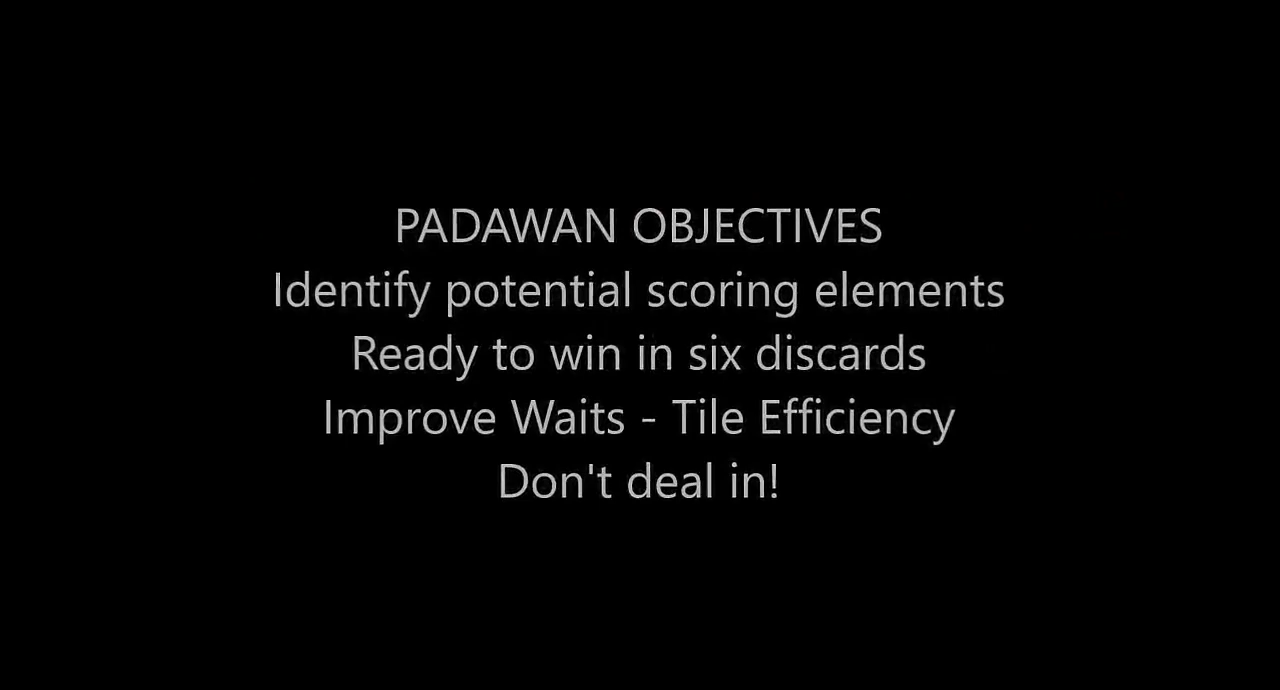 PADAWAN OBJECTIVES
Identify potential scoring elements
Ready to win in six discards
Improve Waits - Tile Efficiency
Don't deal in!